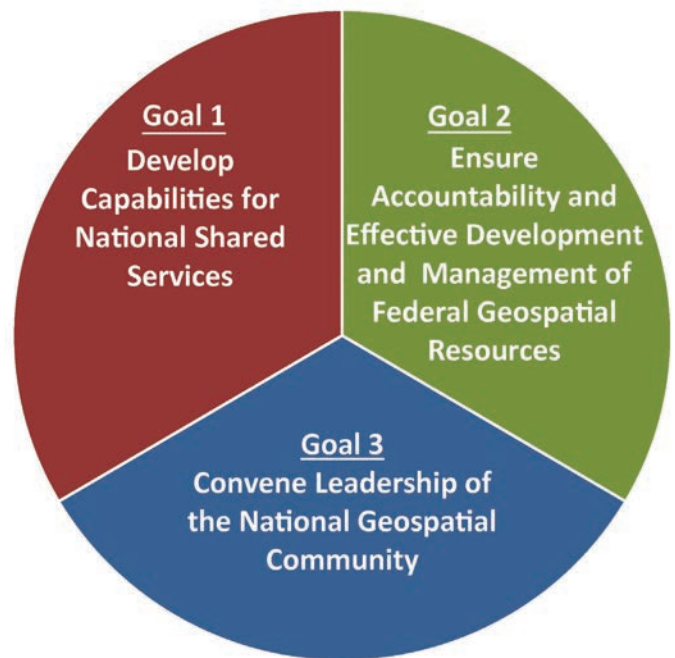 Goal 1
Develop
Capabilities for
National Shared
Services
Goal 2
Ensure
Accountability and
Effective Development
and Management of
Federal Geospatial
Resources
Goal 3
Convene Leadership of
the National Geospatial
Community